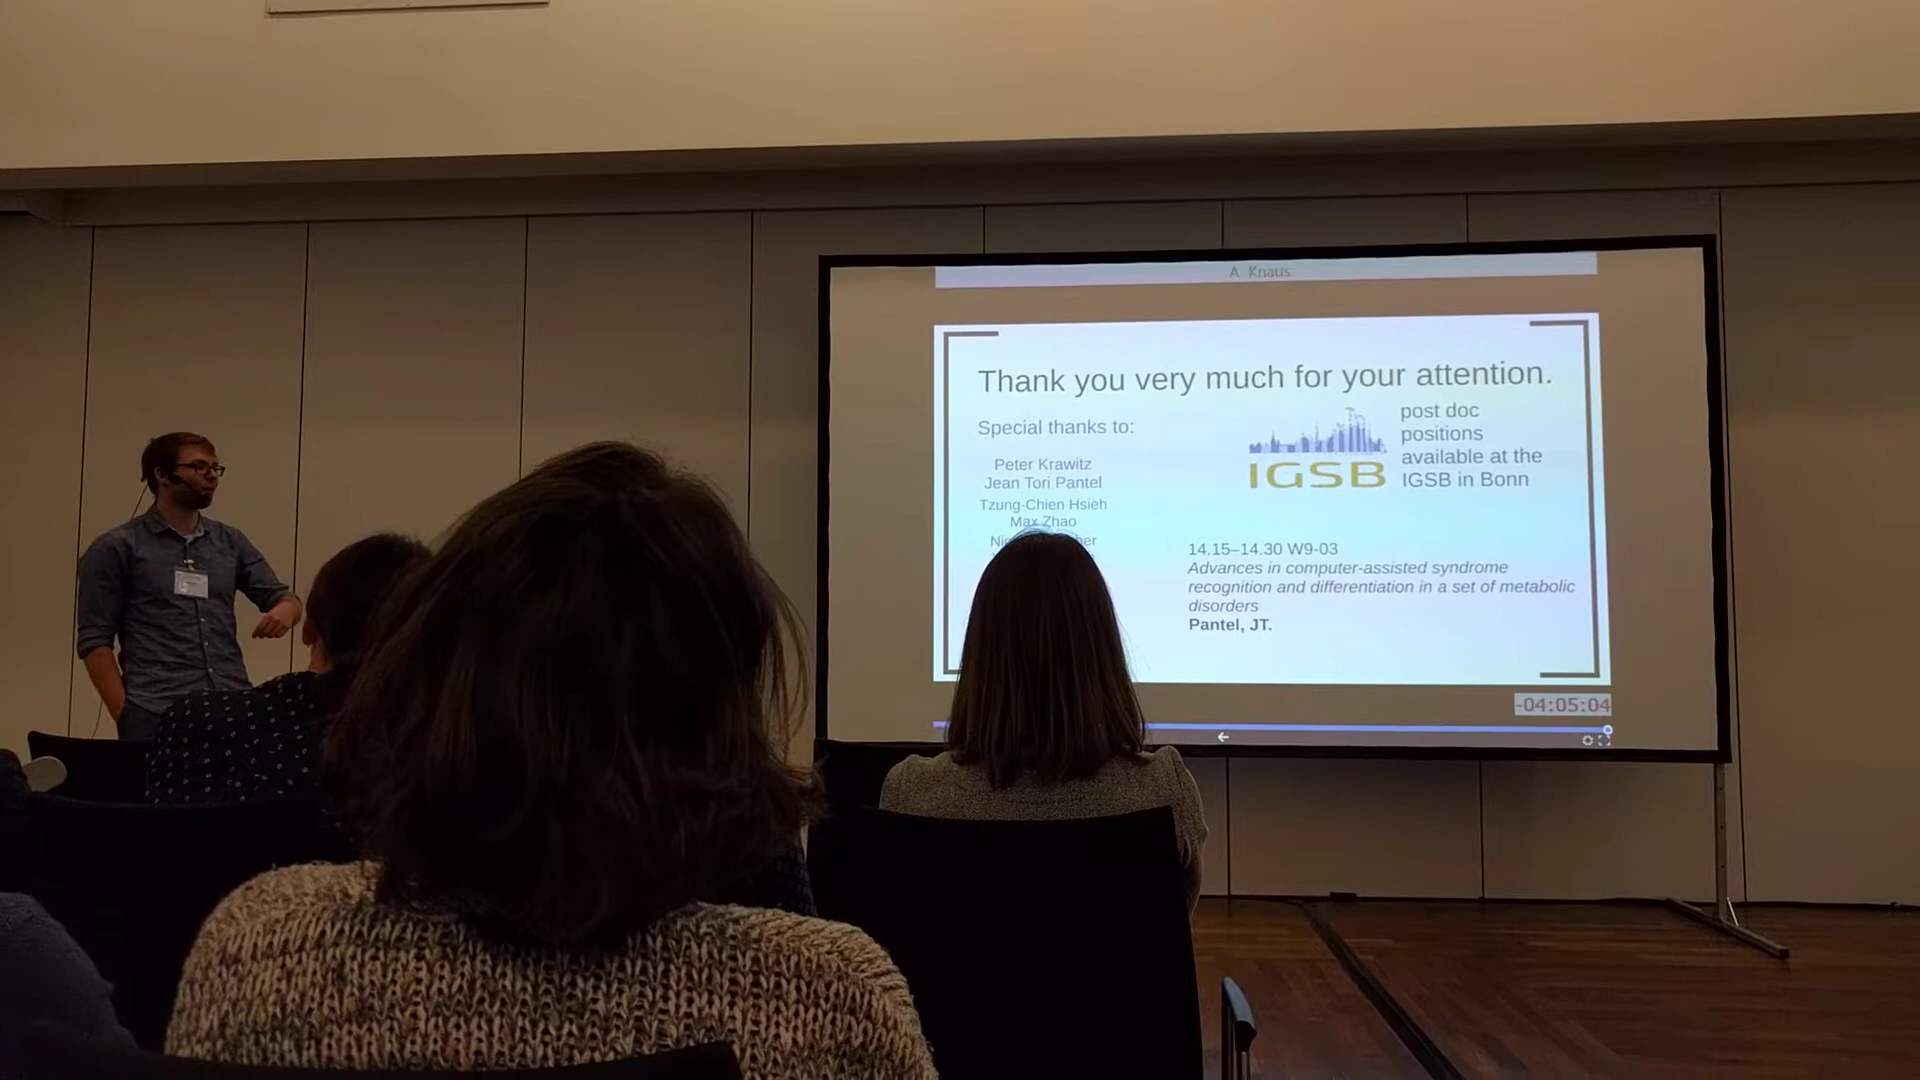 A Knaus
Thank you very much for your attention.
Special thanks to:
Peter Krawitz
Jean Tori Pantel
Tzung-Chien Hsieh
Max Zhao
IGSB
post doc
positions
available at the
IGSB in Bonn
14.15–14.30 W9-03
Advances in computer-assisted syndrome
recognition and differentiation in a set of metabolic
disorders
Pantel, JT.
-04:05:04